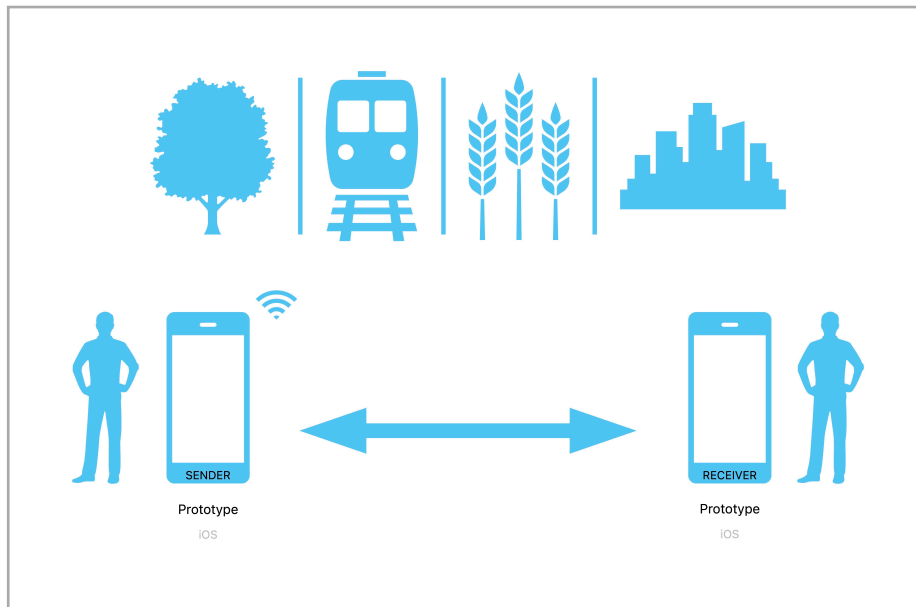 SENDER
RECEIVER
Prototype
Prototype
iOS
iOS